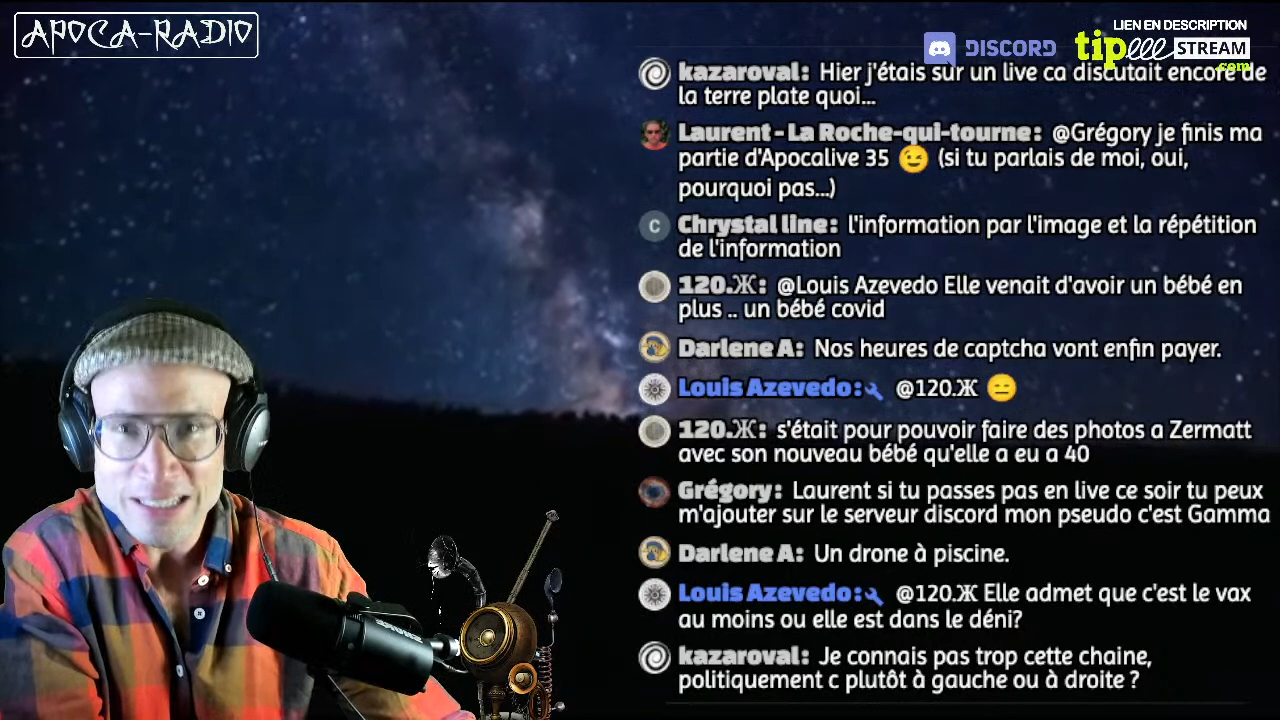 APOCA-RADIO
LIEN EN DESCRIPTION
DISCORD
tipeee STREAM
.com
kazaroval: Hier j'étais sur un live ca discutait encore de
la terre plate quoi...
Laurent - La Roche-qui-tourne: @Grégory je finis ma
partie d'Apocalive 35 😉 (si tu parlais de moi, oui,
pourquoi pas...)
C
Chrystal line: l'information par l'image et la répétition
de l'information
120.Ж: @Louis Azevedo Elle venait d'avoir un bébé en
plus .. un bébé covid
Darlene A: Nos heures de captcha vont enfin payer.
Louis Azevedo: @120.Ж 😑
120.Ж: s'était pour pouvoir faire des photos a Zermatt
avec son nouveau bébé qu'elle a eu a 40
Grégory: Laurent si tu passes pas en live ce soir tu peux
m'ajouter sur le serveur discord mon pseudo c'est Gamma
Darlene A: Un drone à piscine.
Louis Azevedo: @120.Ж Elle admet que c'est le vax
au moins ou elle est dans le déni?
kazaroval: Je connais pas trop cette chaine,
politiquement c plutôt à gauche ou à droite ?